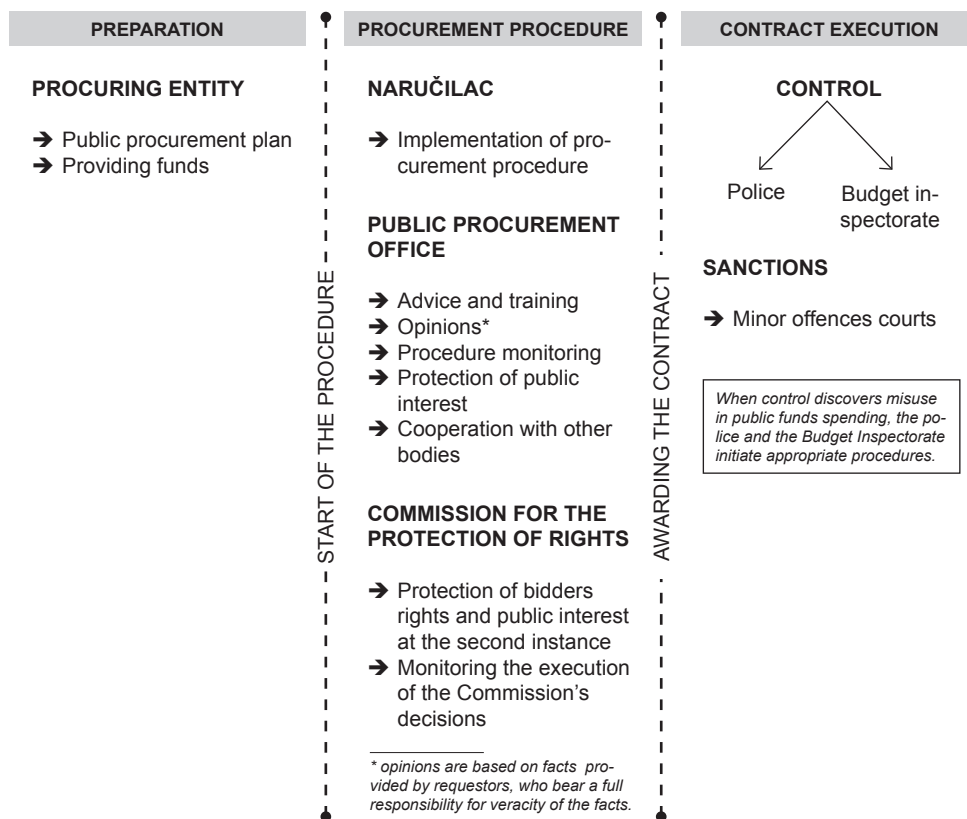 PREPARATION
PROCURING ENTITY
➔ Public procurement plan
➔ Providing funds
START OF THE PROCEDURE
PROCUREMENT PROCEDURE
NARUČILAC
➔ Implementation of pro-
curement procedure
PUBLIC PROCUREMENT
OFFICE
➔ Advice and training
➔ Opinions*
➔ Procedure monitoring
➔ Protection of public
interest
➔ Cooperation with other
bodies
COMMISSION FOR THE
PROTECTION OF RIGHTS
➔ Protection of bidders
rights and public interest
at the second instance
➔ Monitoring the execution
of the Commission’s
decisions
* opinions are based on facts pro-
vided by requestors, who bear a full
responsibility for veracity of the facts.
AWARDING THE CONTRACT
CONTRACT EXECUTION
CONTROL
Police
Budget in-
spectorate
SANCTIONS
➔ Minor offences courts
When control discovers misuse
in public funds spending, the po-
lice and the Budget Inspectorate
initiate appropriate procedures.